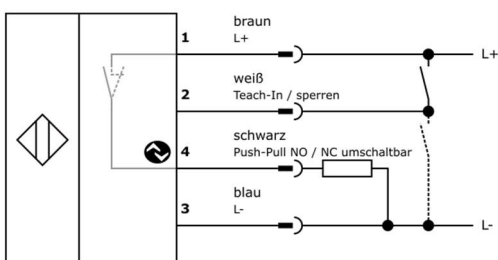 braun
1 L+ L+
weiß
2 Teach-In / sperren
schwarz
4 Push-Pull NO / NC umschaltbar
blau
3 L- L-